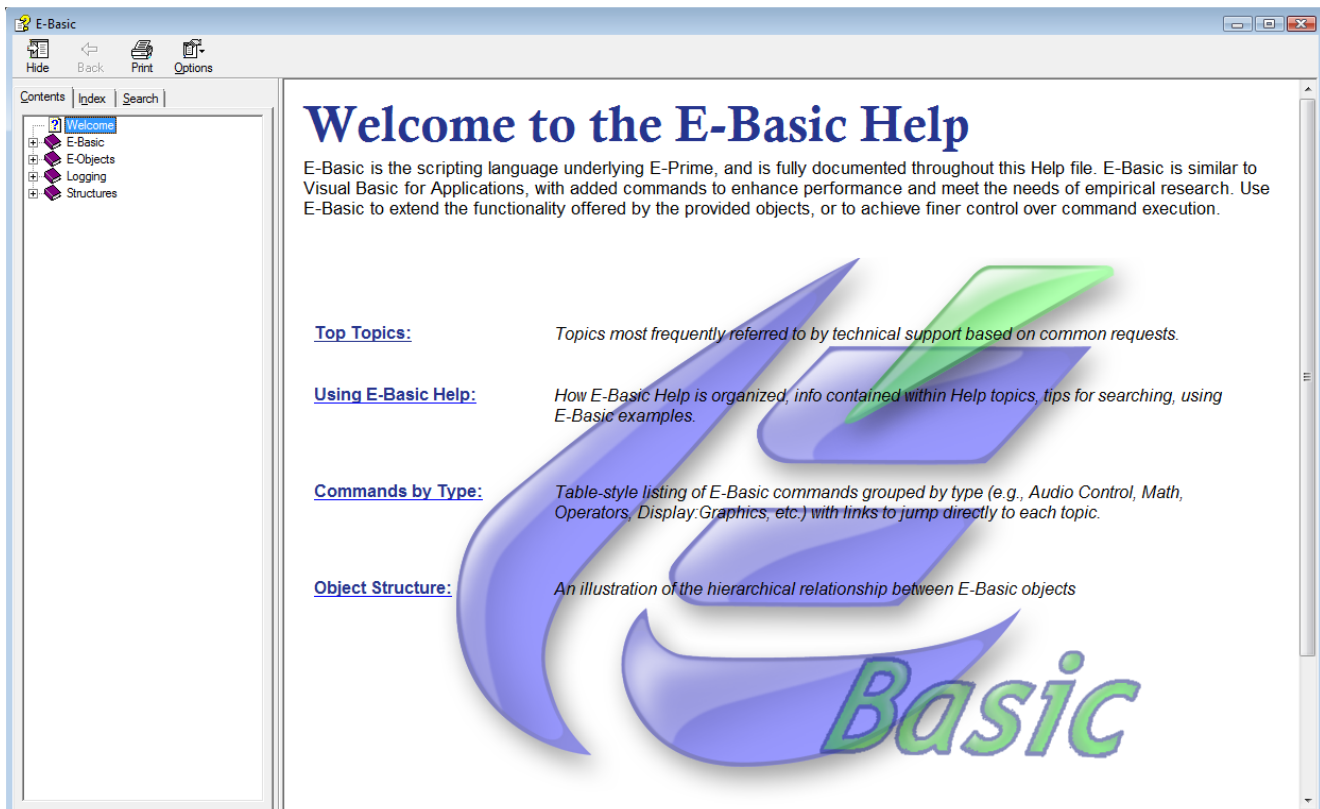 E-Basic
Hide Back Print Options
Contents Index Search
Welcome
E-Basic
E-Objects
Logging
Structures
Welcome to the E-Basic Help
E-Basic is the scripting language underlying E-Prime, and is fully documented throughout this Help file. E-Basic is similar to
Visual Basic for Applications, with added commands to enhance performance and meet the needs of empirical research. Use
E-Basic to extend the functionality offered by the provided objects, or to achieve finer control over command execution.
Top Topics: Topics most frequently referred to by technical support based on common requests.
Using E-Basic Help: How E-Basic Help is organized, info contained within Help topics, tips for searching, using
E-Basic examples.
Commands by Type: Table-style listing of E-Basic commands grouped by type (e.g., Audio Control, Math,
Operators, Display:Graphics, etc.) with links to jump directly to each topic.
Object Structure: An illustration of the hierarchical relationship between E-Basic objects
Basic